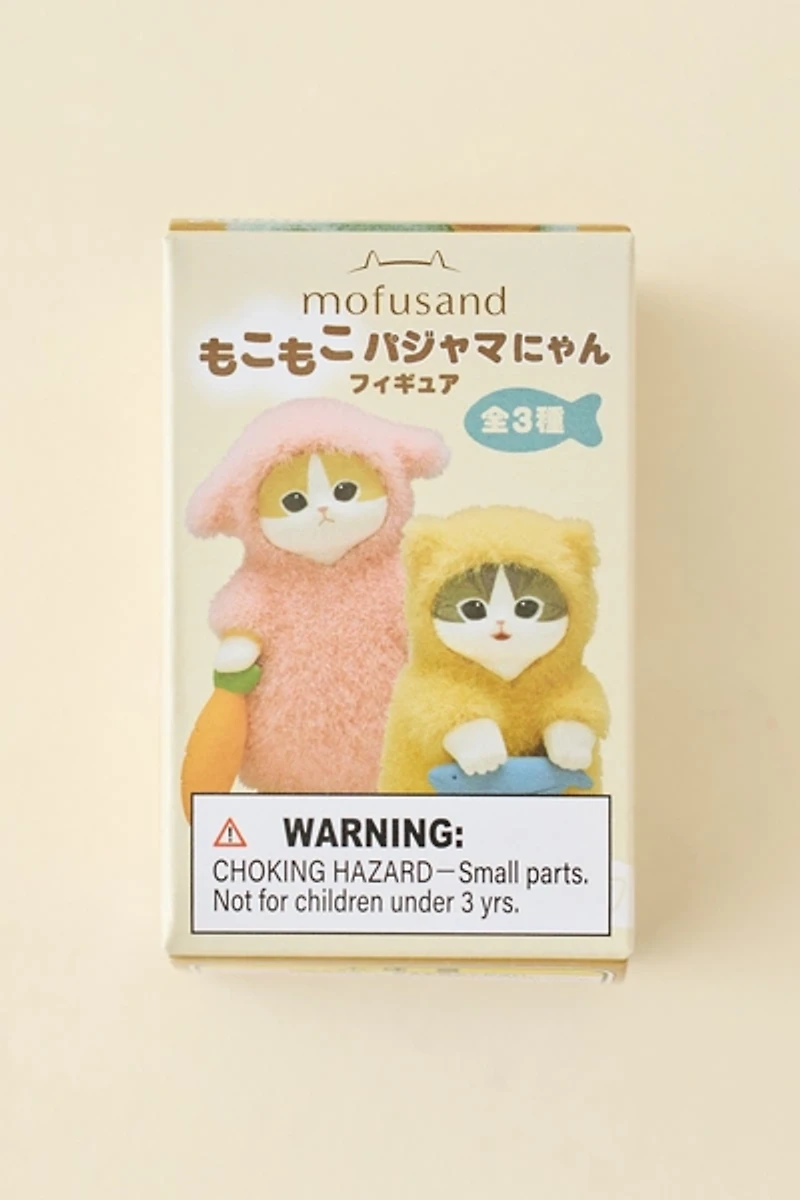 mofusand
もこもこパジャマにゃん
フィギュア
全3種
WARNING:
CHOKING HAZARD—Small parts.
Not for children under 3 yrs.